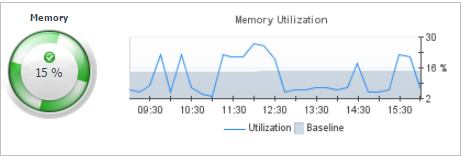 Memory
15 %
Memory Utilization
30
16 %
2
09:30 10:30 11:30 12:30 13:30 14:30 15:30
Utilization Baseline